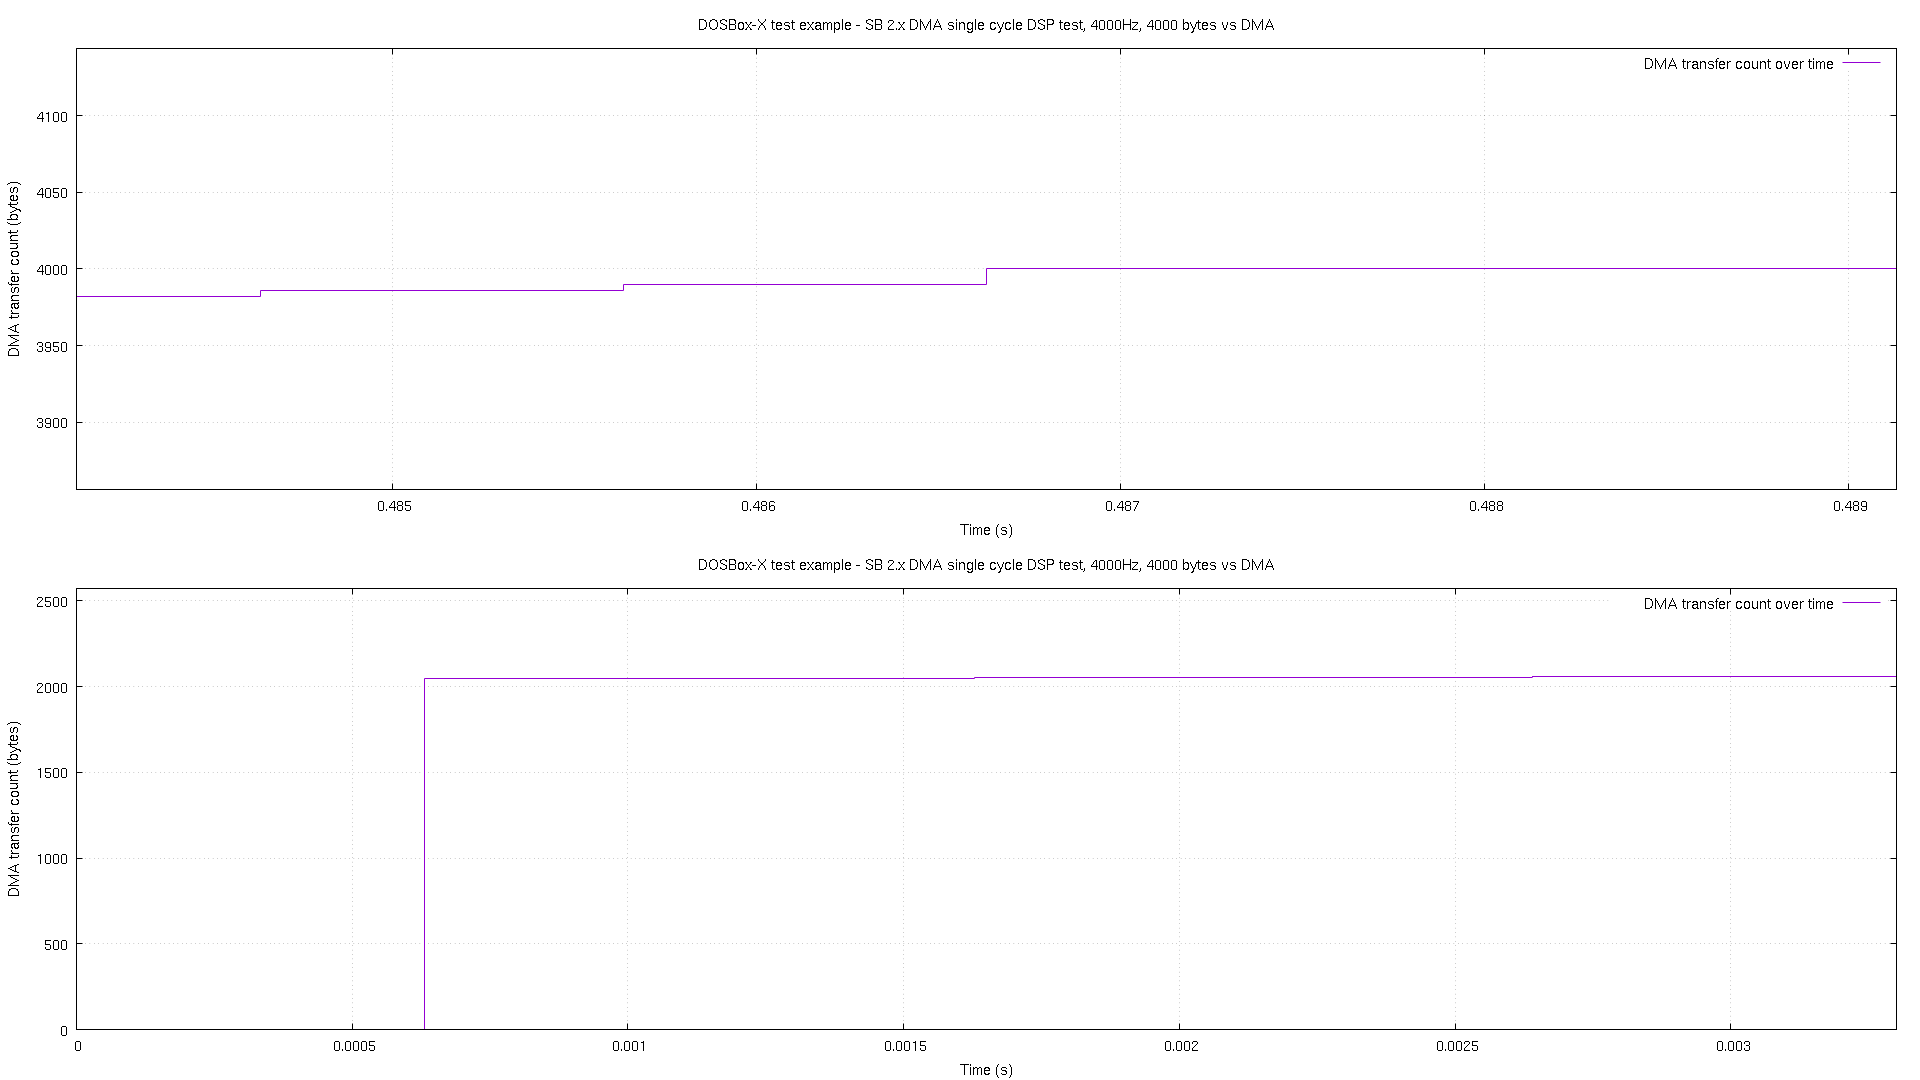 DOSBox-X test example - SB 2.x DMA single cycle DSP test, 4000Hz, 4000 bytes vs DMA
DMA transfer count over time
DMA transfer count (bytes)
4100
4050
4000
3950
3900
0.485 0.486 0.487 0.488 0.489
Time (s)
DOSBox-X test example - SB 2.x DMA single cycle DSP test, 4000Hz, 4000 bytes vs DMA
DMA transfer count over time
DMA transfer count (bytes)
2500
2000
1500
1000
500
0
0 0.0005 0.001 0.0015 0.002 0.0025 0.003
Time (s)